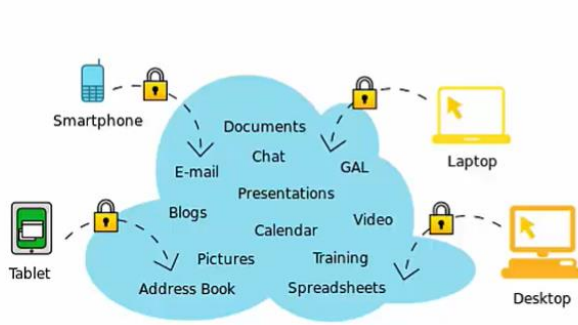 Smartphone
Documents
Chat
E-mail
GAL
Laptop
Presentations
Blogs
Video
Calendar
Pictures
Training
Tablet
Address Book
Spreadsheets
Desktop